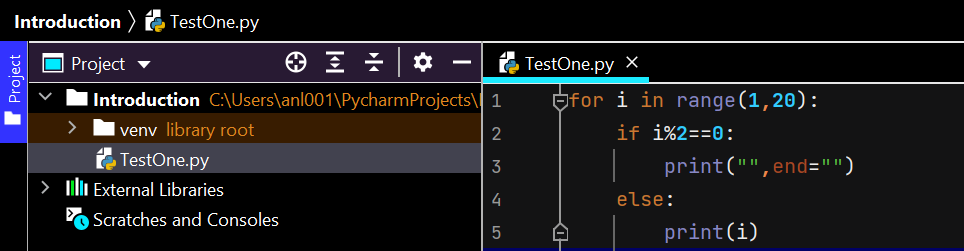 Introduction > TestOne.py
Project
Project
Introduction C:\Users\anl001\PycharmProjects\
venv library root
TestOne.py
External Libraries
Scratches and Consoles
TestOne.py ×
1 for i in range(1,20):
2     if i%2==0:
3         print("",end="")
4     else:
5         print(i)